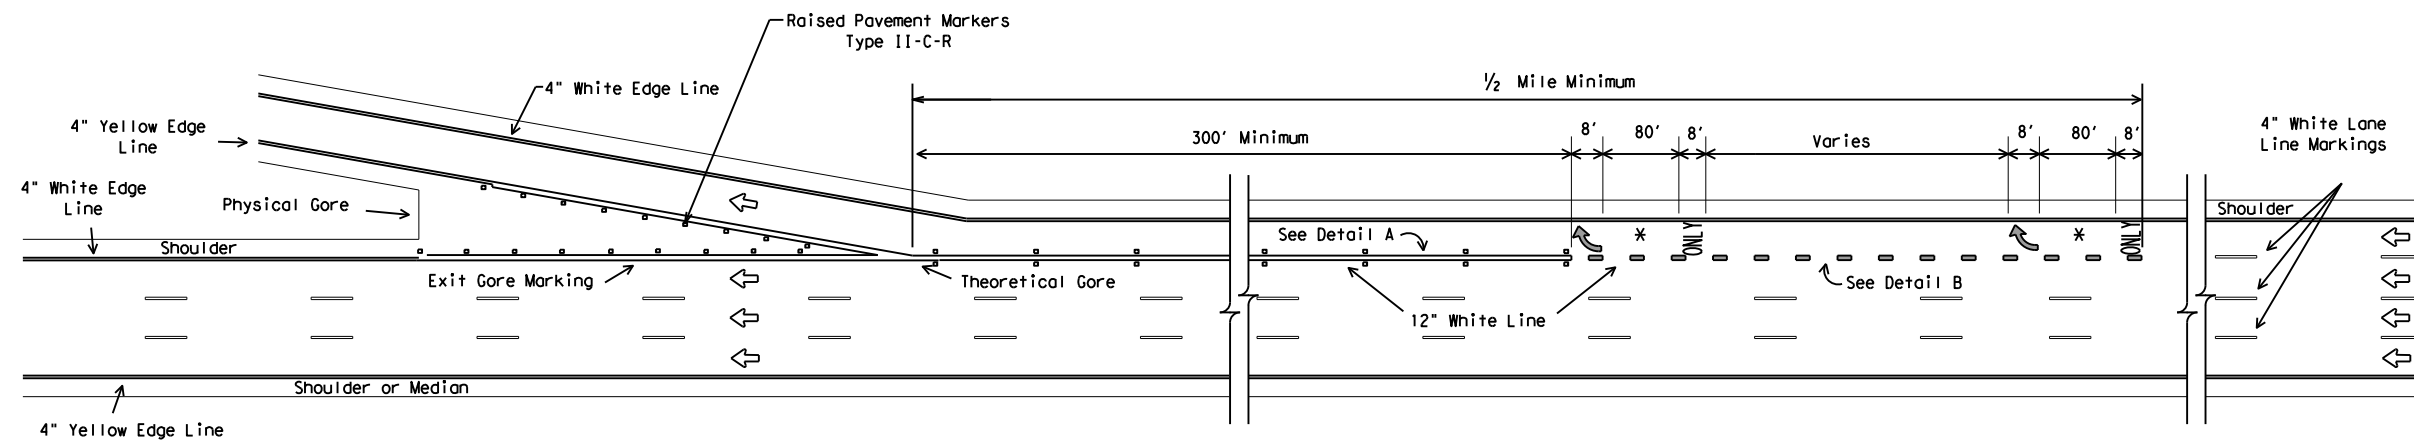 Raised Pavement Markers
Type II-C-R
4" White Edge Line
½ Mile Minimum
4" Yellow Edge
Line
300' Minimum
8'
80'
8'
Varies
8'
80'
8'
4" White Lane
Line Markings
4" White Edge
Line
Physical Gore
Shoulder
Shoulder
See Detail A
*
ONLY
*
ONLY
Exit Gore Marking
Theoretical Gore
See Detail B
12" White Line
Shoulder or Median
4" Yellow Edge Line